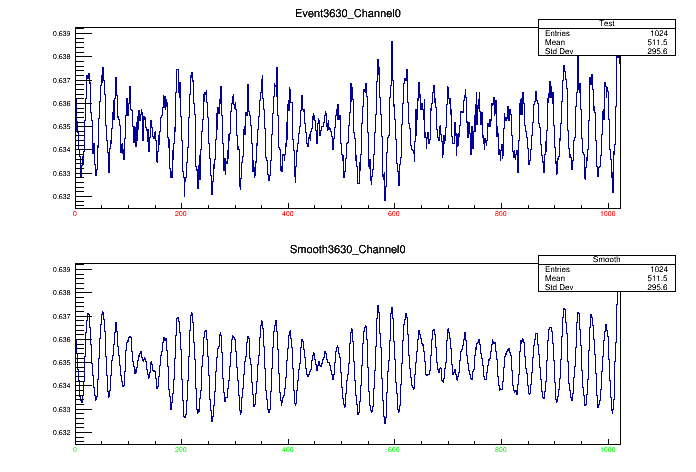 Event3630_Channel0
Test
Entries 1024
Mean 511.5
Std Dev 295.6
0.639
0.638
0.637
0.636
0.635
0.634
0.633
0.632
0 200 400 600 800 1000
Smooth3630_Channel0
Smooth
Entries 1024
Mean 511.5
Std Dev 295.6
0.639
0.638
0.637
0.636
0.635
0.634
0.633
0.632
0 200 400 600 800 1000